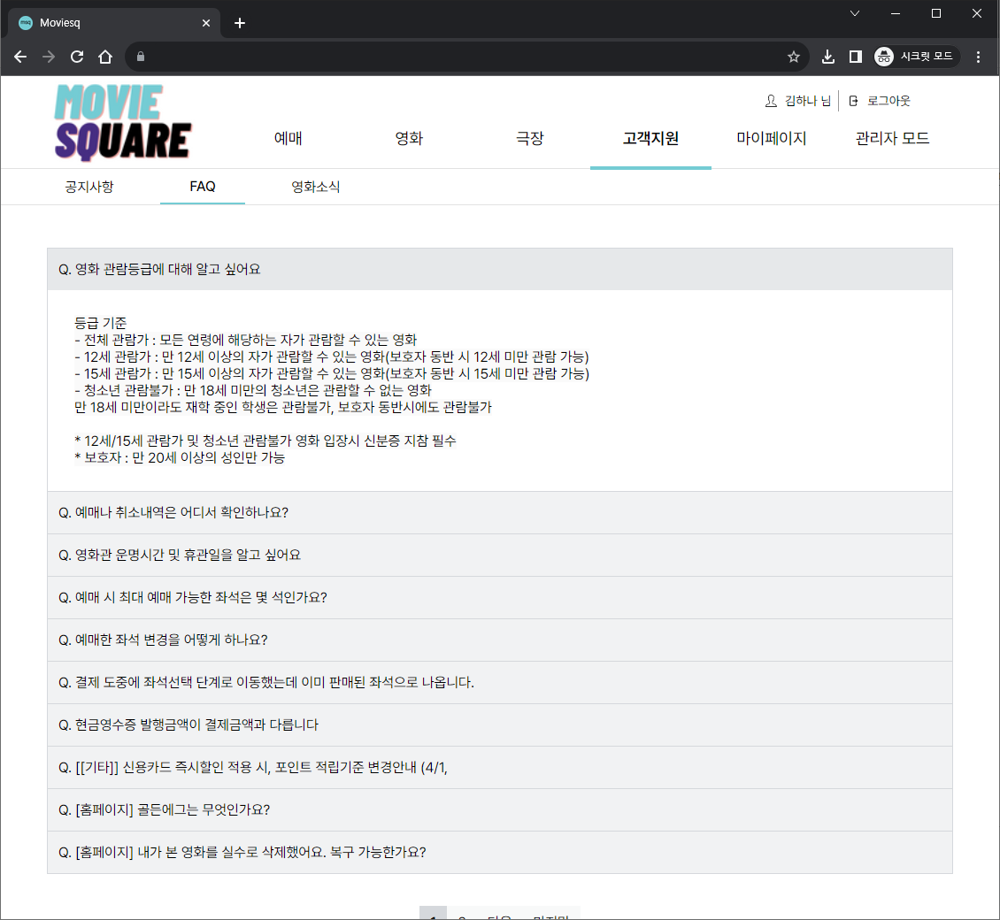 msq Moviesq
시크릿 모드
MOVIE
SQUARE
김하나 님 로그아웃
예매 영화 극장 고객지원 마이페이지 관리자 모드
공지사항 FAQ 영화소식
Q. 영화 관람등급에 대해 알고 싶어요
등급 기준
- 전체 관람가 : 모든 연령에 해당하는 자가 관람할 수 있는 영화
- 12세 관람가 : 만 12세 이상의 자가 관람할 수 있는 영화(보호자 동반 시 12세 미만 관람 가능)
- 15세 관람가 : 만 15세 이상의 자가 관람할 수 있는 영화(보호자 동반 시 15세 미만 관람 가능)
- 청소년 관람불가 : 만 18세 미만의 청소년은 관람할 수 없는 영화
만 18세 미만이라도 재학 중인 학생은 관람불가, 보호자 동반시에도 관람불가
* 12세/15세 관람가 및 청소년 관람불가 영화 입장시 신분증 지참 필수
* 보호자 : 만 20세 이상의 성인만 가능
Q. 예매나 취소내역은 어디서 확인하나요?
Q. 영화관 운명시간 및 휴관일을 알고 싶어요
Q. 예매 시 최대 예매 가능한 좌석은 몇 석인가요?
Q. 예매한 좌석 변경을 어떻게 하나요?
Q. 결제 도중에 좌석선택 단계로 이동했는데 이미 판매된 좌석으로 나옵니다.
Q. 현금영수증 발행금액이 결제금액과 다릅니다
Q. [[기타]] 신용카드 즉시할인 적용 시, 포인트 적립기준 변경안내 (4/1,
Q. [홈페이지] 골든에그는 무엇인가요?
Q. [홈페이지] 내가 본 영화를 실수로 삭제했어요. 복구 가능한가요?